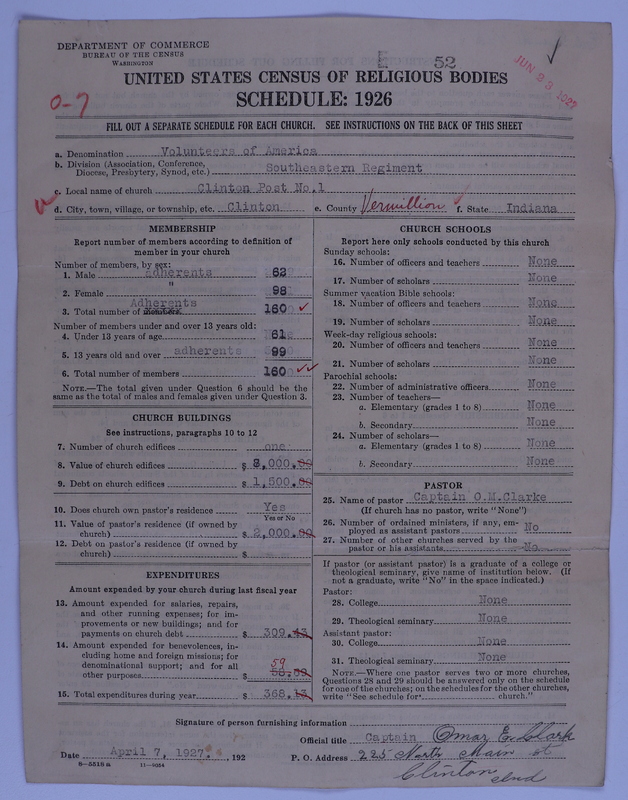 DEPARTMENT OF COMMERCE
BUREAU OF THE CENSUS
WASHINGTON
E 52
JUN 23 1927
UNITED STATES CENSUS OF RELIGIOUS BODIES
SCHEDULE: 1926
0-7
FILL OUT A SEPARATE SCHEDULE FOR EACH CHURCH. SEE INSTRUCTIONS ON THE BACK OF THIS SHEET
a. Denomination Volunteers of America
b. Division (Association, Conference, Diocese, Presbytery, Synod, etc.) Southeastern Regiment
c. Local name of church Clinton Post No.1
d. City, town, village, or township, etc. Clinton e. County Vermillion f. State Indiana
MEMBERSHIP
Report number of members according to definition of
member in your church
Number of members, by sex:
1. Male adherents 62
2. Female " 98
3. Total number of Adherents 160
Number of members under and over 13 years old:
4. Under 13 years of age 61
5. 13 years old and over adherents 99
6. Total number of members 160
NOTE.—The total given under Question 6 should be the
same as the total of males and females given under Question 3.
CHURCH BUILDINGS
See instructions, paragraphs 10 to 12
7. Number of church edifices one
8. Value of church edifices $ 8,000.00
9. Debt on church edifices $ 1,500.00
10. Does church own pastor's residence Yes
Yes or No
11. Value of pastor's residence (if owned by
church) $ 2,000.00
12. Debt on pastor's residence (if owned by
church) $
EXPENDITURES
Amount expended by your church during last fiscal year
13. Amount expended for salaries, repairs,
and other running expenses; for im-
provements or new buildings; and for
payments on church debt $ 309.43
14. Amount expended for benevolences, in-
cluding home and foreign missions; for
denominational support; and for all
59
other purposes $ 58.
15. Total expenditures during year $ 368.13
CHURCH SCHOOLS
Report here only schools conducted by this church
Sunday schools:
16. Number of officers and teachers None
17. Number of scholars None
Summer vacation Bible schools:
18. Number of officers and teachers None
19. Number of scholars None
Week-day religious schools:
20. Number of officers and teachers None
21. Number of scholars None
Parochial schools:
22. Number of administrative officers None
23. Number of teachers—
a. Elementary (grades 1 to 8) None
b. Secondary None
24. Number of scholars—
a. Elementary (grades 1 to 8) None
b. Secondary None
PASTOR
25. Name of pastor Captain O.M.Clarke
(If church has no pastor, write "None")
26. Number of ordained ministers, if any, em-
ployed as assistant pastors No
27. Number of other churches served by the
pastor or his assistants No
If pastor (or assistant pastor) is a graduate of a college or
theological seminary, give name of institution below. (If
not a graduate, write "No" in the space indicated.)
Pastor:
28. College None
29. Theological seminary None
Assistant pastor:
30. College None
31. Theological seminary None
NOTE.—Where one pastor serves two or more churches,
Questions 28 and 29 should be answered only on the schedule
for one of the churches; on the schedules for the other churches,
write "See schedule for church."
Signature of person furnishing information
Official title Captain Omar Clark
Date April 7, 1927. , 192 P. O. Address 225 North Main st
8-5518a 11-9054 Clinton Ind